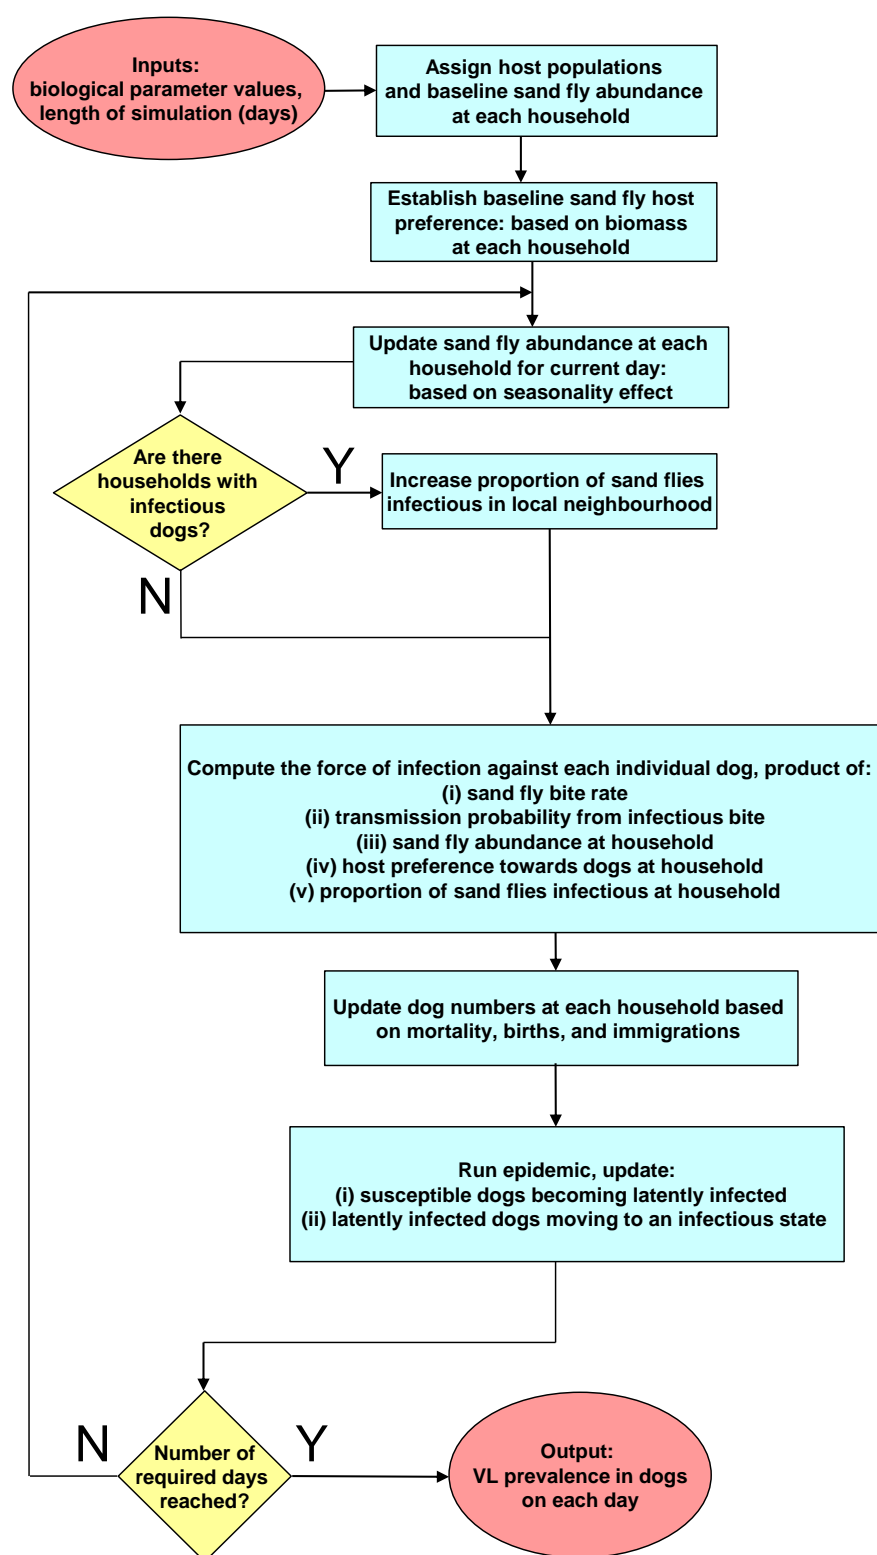 Inputs:
biological parameter values,
length of simulation (days)
Assign host populations
and baseline sand fly abundance
at each household
Establish baseline sand fly host
preference: based on biomass
at each household
Update sand fly abundance at each
household for current day:
based on seasonality effect
Are there
households with
infectious
dogs?
Y
Increase proportion of sand flies
infectious in local neighbourhood
N
Compute the force of infection against each individual dog, product of:
(i) sand fly bite rate
(ii) transmission probability from infectious bite
(iii) sand fly abundance at household
(iv) host preference towards dogs at household
(v) proportion of sand flies infectious at household
Update dog numbers at each household based
on mortality, births, and immigrations
Run epidemic, update:
(i) susceptible dogs becoming latently infected
(ii) latently infected dogs moving to an infectious state
N
Number of
required days
reached?
Y
Output:
VL prevalence in dogs
on each day